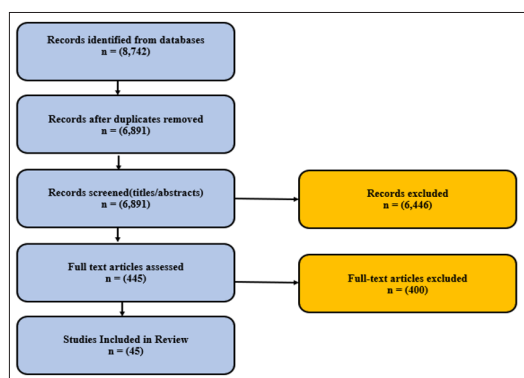 Records identified from databases
n = (8,742)
Records after duplicates removed
n = (6,891)
Records screened(titles/abstracts)
n = (6,891)
Records excluded
n = (6,446)
Full text articles assessed
n = (445)
Full-text articles excluded
n = (400)
Studies Included in Review
n = (45)